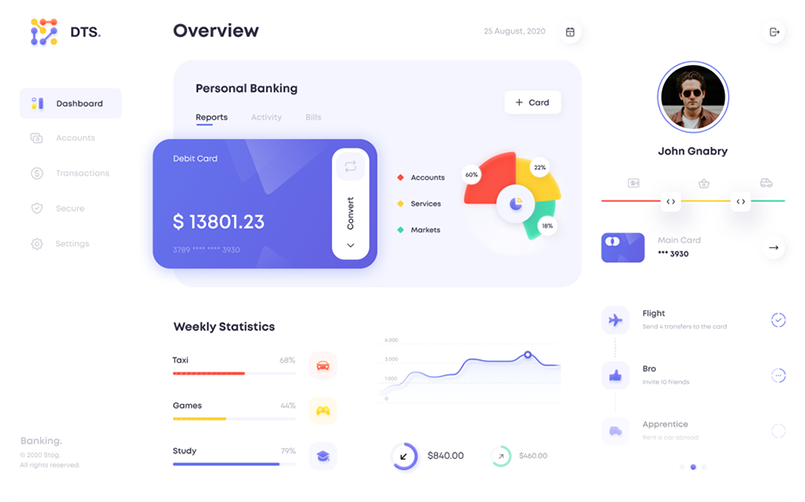 DTS.
Overview
25 August, 2020
Dashboard
Accounts
Transactions
Secure
Settings
Banking.
© 2020 Stog.
All rights reserved.
Personal Banking
+ Card
Reports
Activity
Bills
Debit Card
$ 13801.23
3789 **** **** 3930
Convert
Accounts
Services
Markets
60%
22%
18%
Weekly Statistics
Taxi
68%
Games
44%
Study
79%
3.000
1.000
0
$840.00
$460.00
John Gnabry
Main Card
*** 3930
Flight
Send 4 transfers to the card
Bro
Invite 10 friends
Apprentice
Rent a car abroad